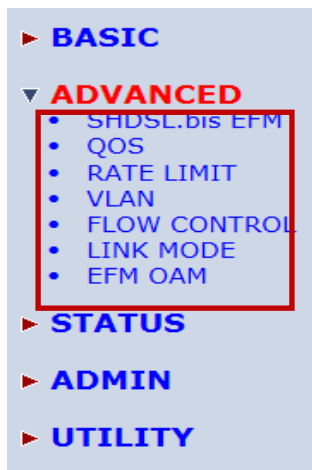 BASIC
ADVANCED
• SHDSL.bis EFM
• QOS
• RATE LIMIT
• VLAN
• FLOW CONTROL
• LINK MODE
• EFM OAM
STATUS
ADMIN
UTILITY